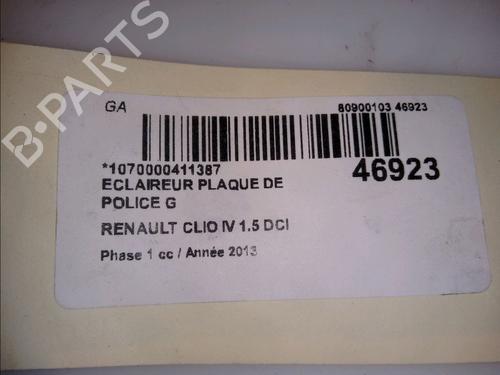 GA
80900103 46923
*1070000411387
46923
ECLAIREUR PLAQUE DE
POLICE G
RENAULT CLIO IV 1.5 DCI
Phase 1 cc / Année 2013
B-PARTS